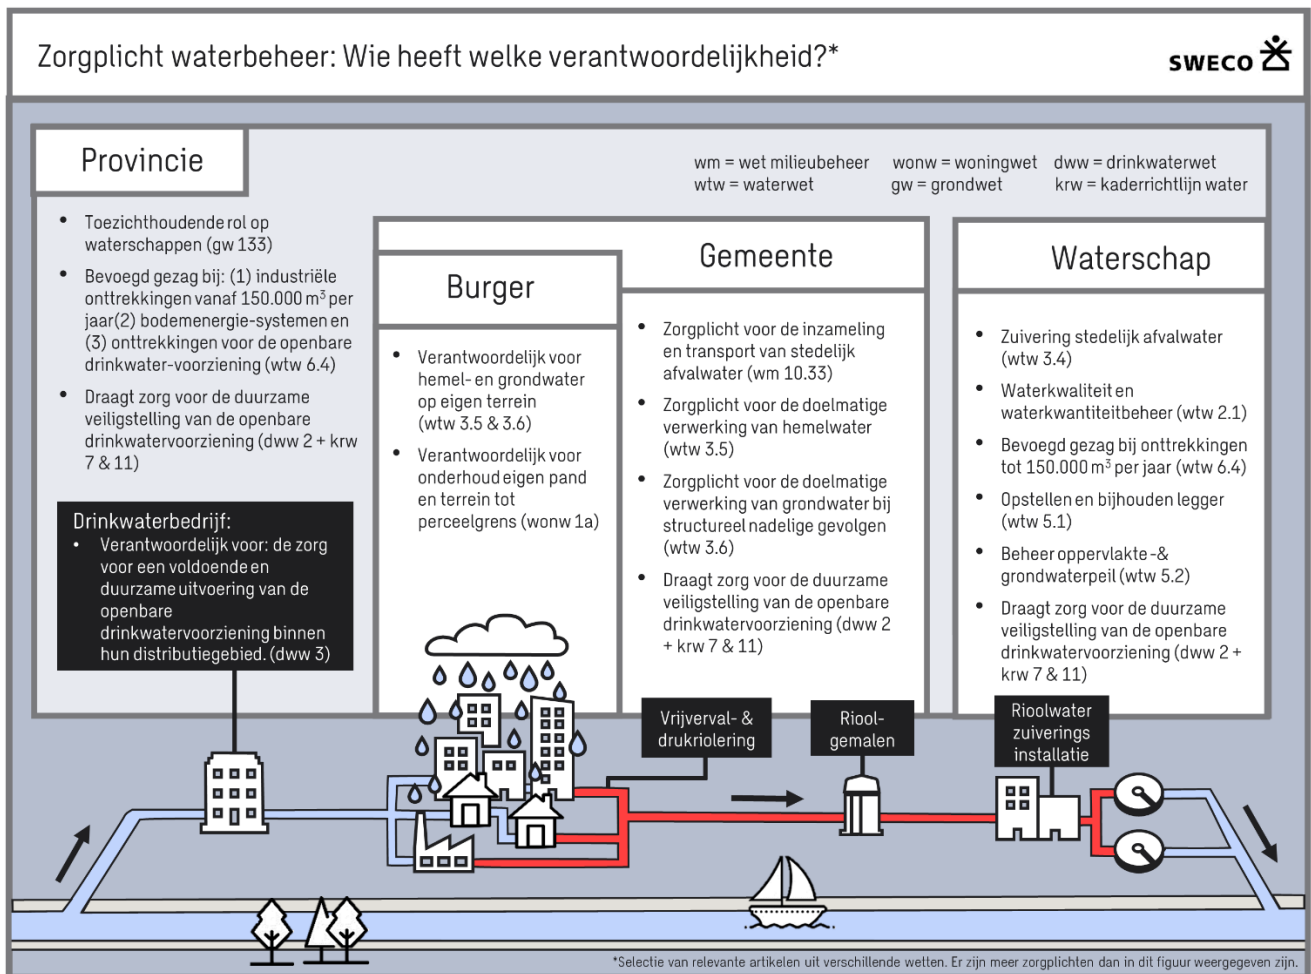 Zorgplicht waterbeheer: Wie heeft welke verantwoordelijkheid?*
SWECO
Provincie
wm = wet milieubeheer
wonw = woningwet
dww = drinkwaterwet
wtw = waterwet
gw = grondwet
krw = kaderrichtlijn water
• Toezichthoudende rol op
waterschappen (gw 133)
• Bevoegd gezag bij: (1) industriële
onttrekkingen vanaf 150.000 m³ per
jaar(2) bodemenergie-systemen en
(3) onttrekkingen voor de openbare
drinkwater-voorziening (wtw 6.4)
• Draagt zorg voor de duurzame
veiligstelling van de openbare
drinkwatervoorziening (dww 2 + krw
7 & 11)
Drinkwaterbedrijf:
• Verantwoordelijk voor: de zorg
voor een voldoende en
duurzame uitvoering van de
openbare
drinkwatervoorziening binnen
hun distributiegebied. (dww 3)
Burger
• Verantwoordelijk voor
hemel- en grondwater
op eigen terrein
(wtw 3.5 & 3.6)
• Verantwoordelijk voor
onderhoud eigen pand
en terrein tot
perceelgrens (wonw 1a)
Gemeente
• Zorgplicht voor de inzameling
en transport van stedelijk
afvalwater (wm 10.33)
• Zorgplicht voor de doelmatige
verwerking van hemelwater
(wtw 3.5)
• Zorgplicht voor de doelmatige
verwerking van grondwater bij
structureel nadelige gevolgen
(wtw 3.6)
• Draagt zorg voor de duurzame
veiligstelling van de openbare
drinkwatervoorziening (dww 2
+ krw 7 & 11)
Waterschap
• Zuivering stedelijk afvalwater
(wtw 3.4)
• Waterkwaliteit en
waterkwantiteitbeheer (wtw 2.1)
• Bevoegd gezag bij onttrekkingen
tot 150.000 m³ per jaar (wtw 6.4)
• Opstellen en bijhouden legger
(wtw 5.1)
• Beheer oppervlakte -&
grondwaterpeil (wtw 5.2)
• Draagt zorg voor de duurzame
veiligstelling van de openbare
drinkwatervoorziening (dww 2 +
krw 7 & 11)
Vrijverval- &
drukriolering
Riool-
gemalen
Rioolwater
zuiverings
installatie
*Selectie van relevante artikelen uit verschillende wetten. Er zijn meer zorgplichten dan in dit figuur weergegeven zijn.